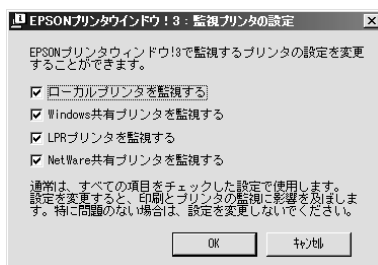 EPSONプリンタウインドウ!3:監視プリンタの設定
EPSONプリンタウィンドウ!3で監視するプリンタの設定を変更
することができます。
ローカルプリンタを監視する
Windows共有プリンタを監視する
LPRプリンタを監視する
NetWare共有プリンタを監視する
通常は、すべての項目をチェックした設定で使用します。
設定を変更すると、印刷とプリンタの監視に影響を及ぼしま
す。特に問題のない場合は、設定を変更しないでください。
OK
キャンセル